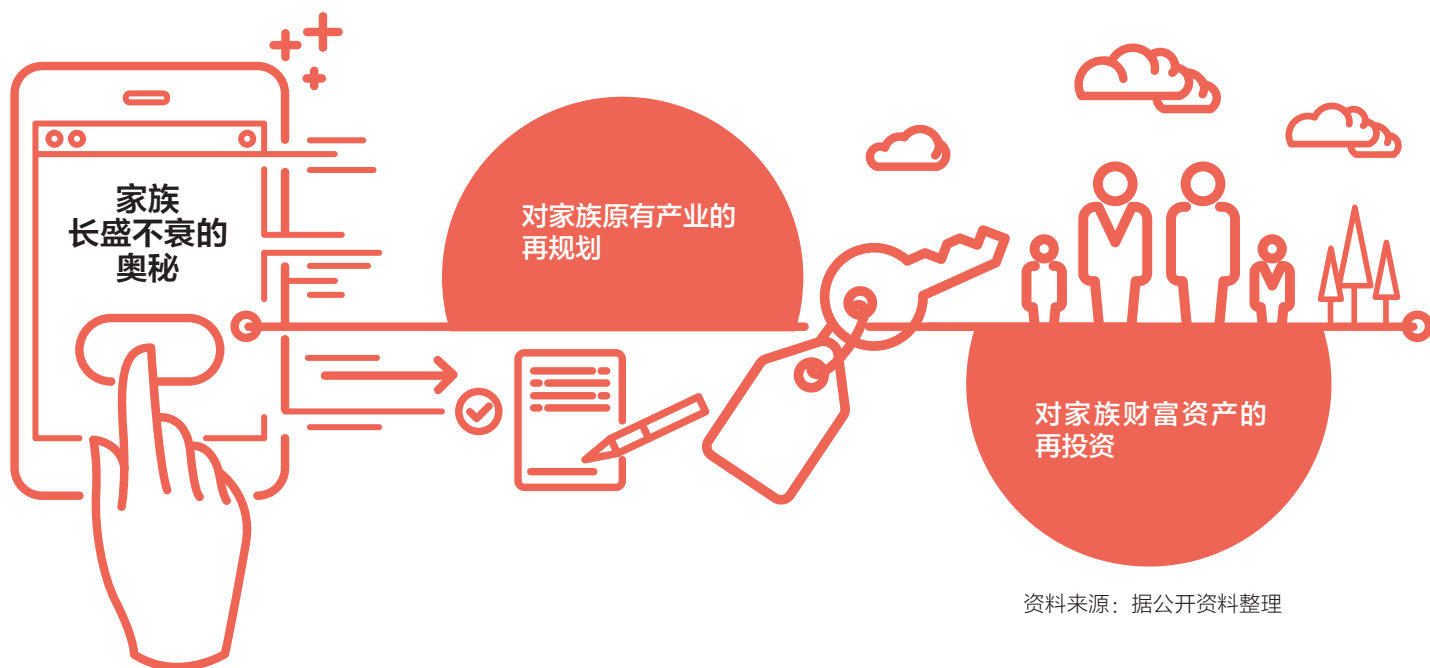 家族
长盛不衰的
奥秘
对家族原有产业的
再规划
对家族财富资产的
再投资
资料来源：据公开资料整理